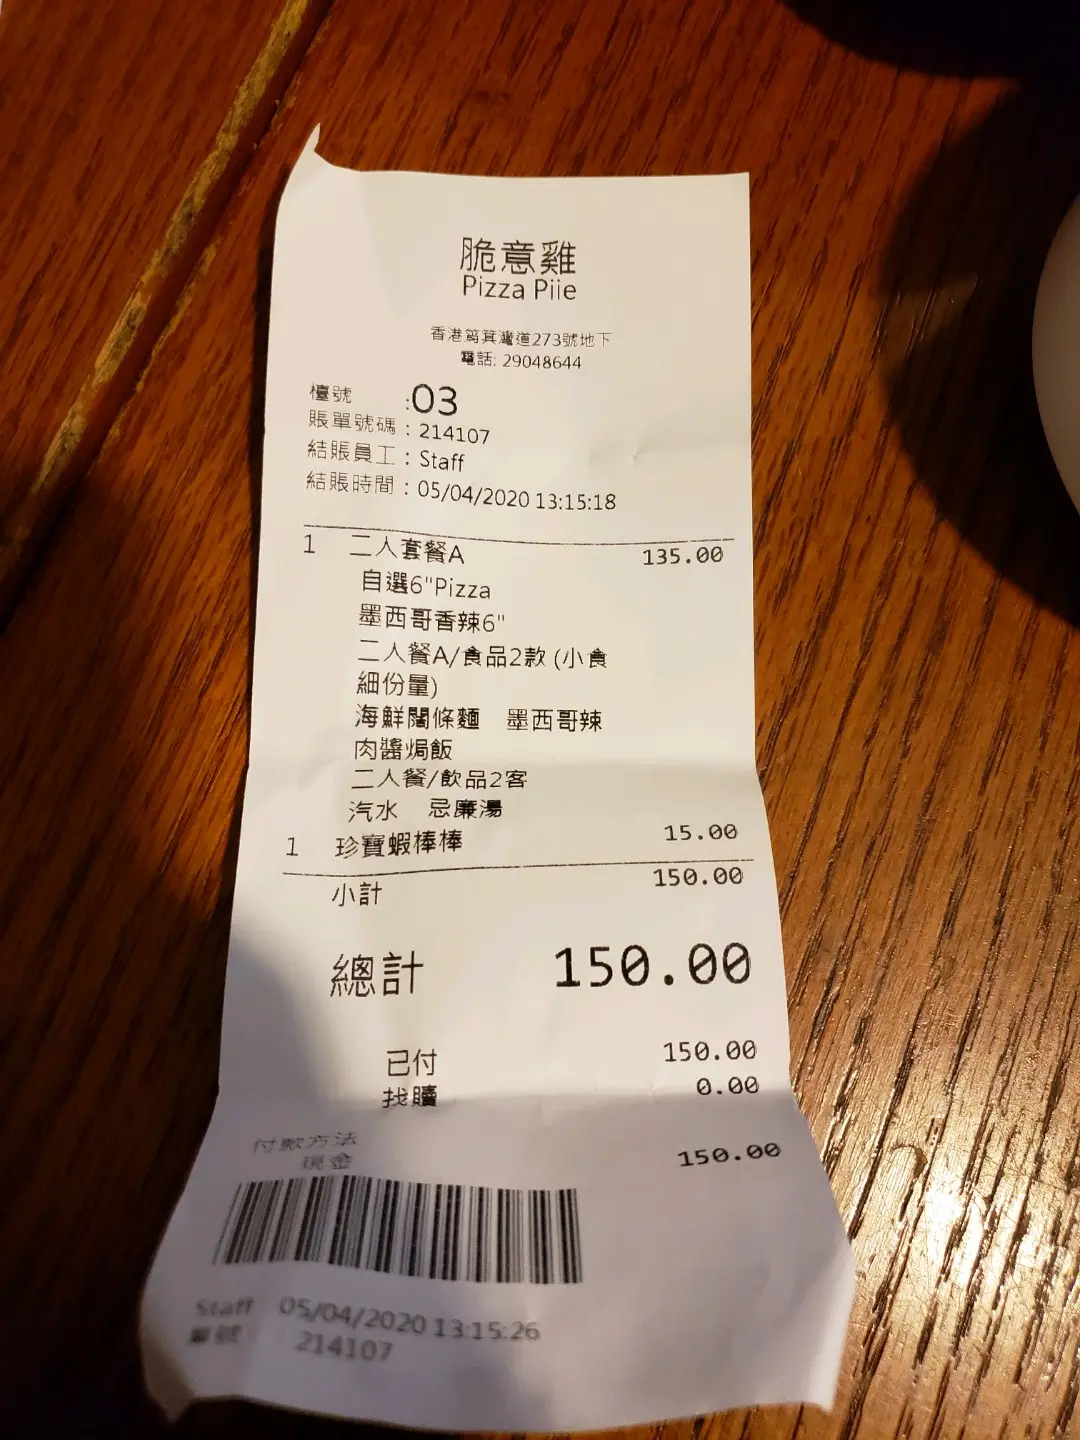 脆意雞
Pizza Piie
香港筲箕灣道273號地下
電話: 29048644
檯號 :03
賬單號碼 : 214107
結賬員工 : Staff
結賬時間 : 05/04/2020 13:15:18
1 二人套餐A 135.00
自選6"Pizza
墨西哥香辣6"
二人餐A/食品2款 (小食
細份量)
海鮮闊條麵 墨西哥辣
肉醬焗飯
二人餐/飲品2客
汽水 忌廉湯
1 珍寶蝦棒棒 15.00
小計 150.00
總計 150.00
已付 150.00
找贖 0.00
付款方法
現金 150.00
Staff 05/04/2020 13:15:26
單號 214107